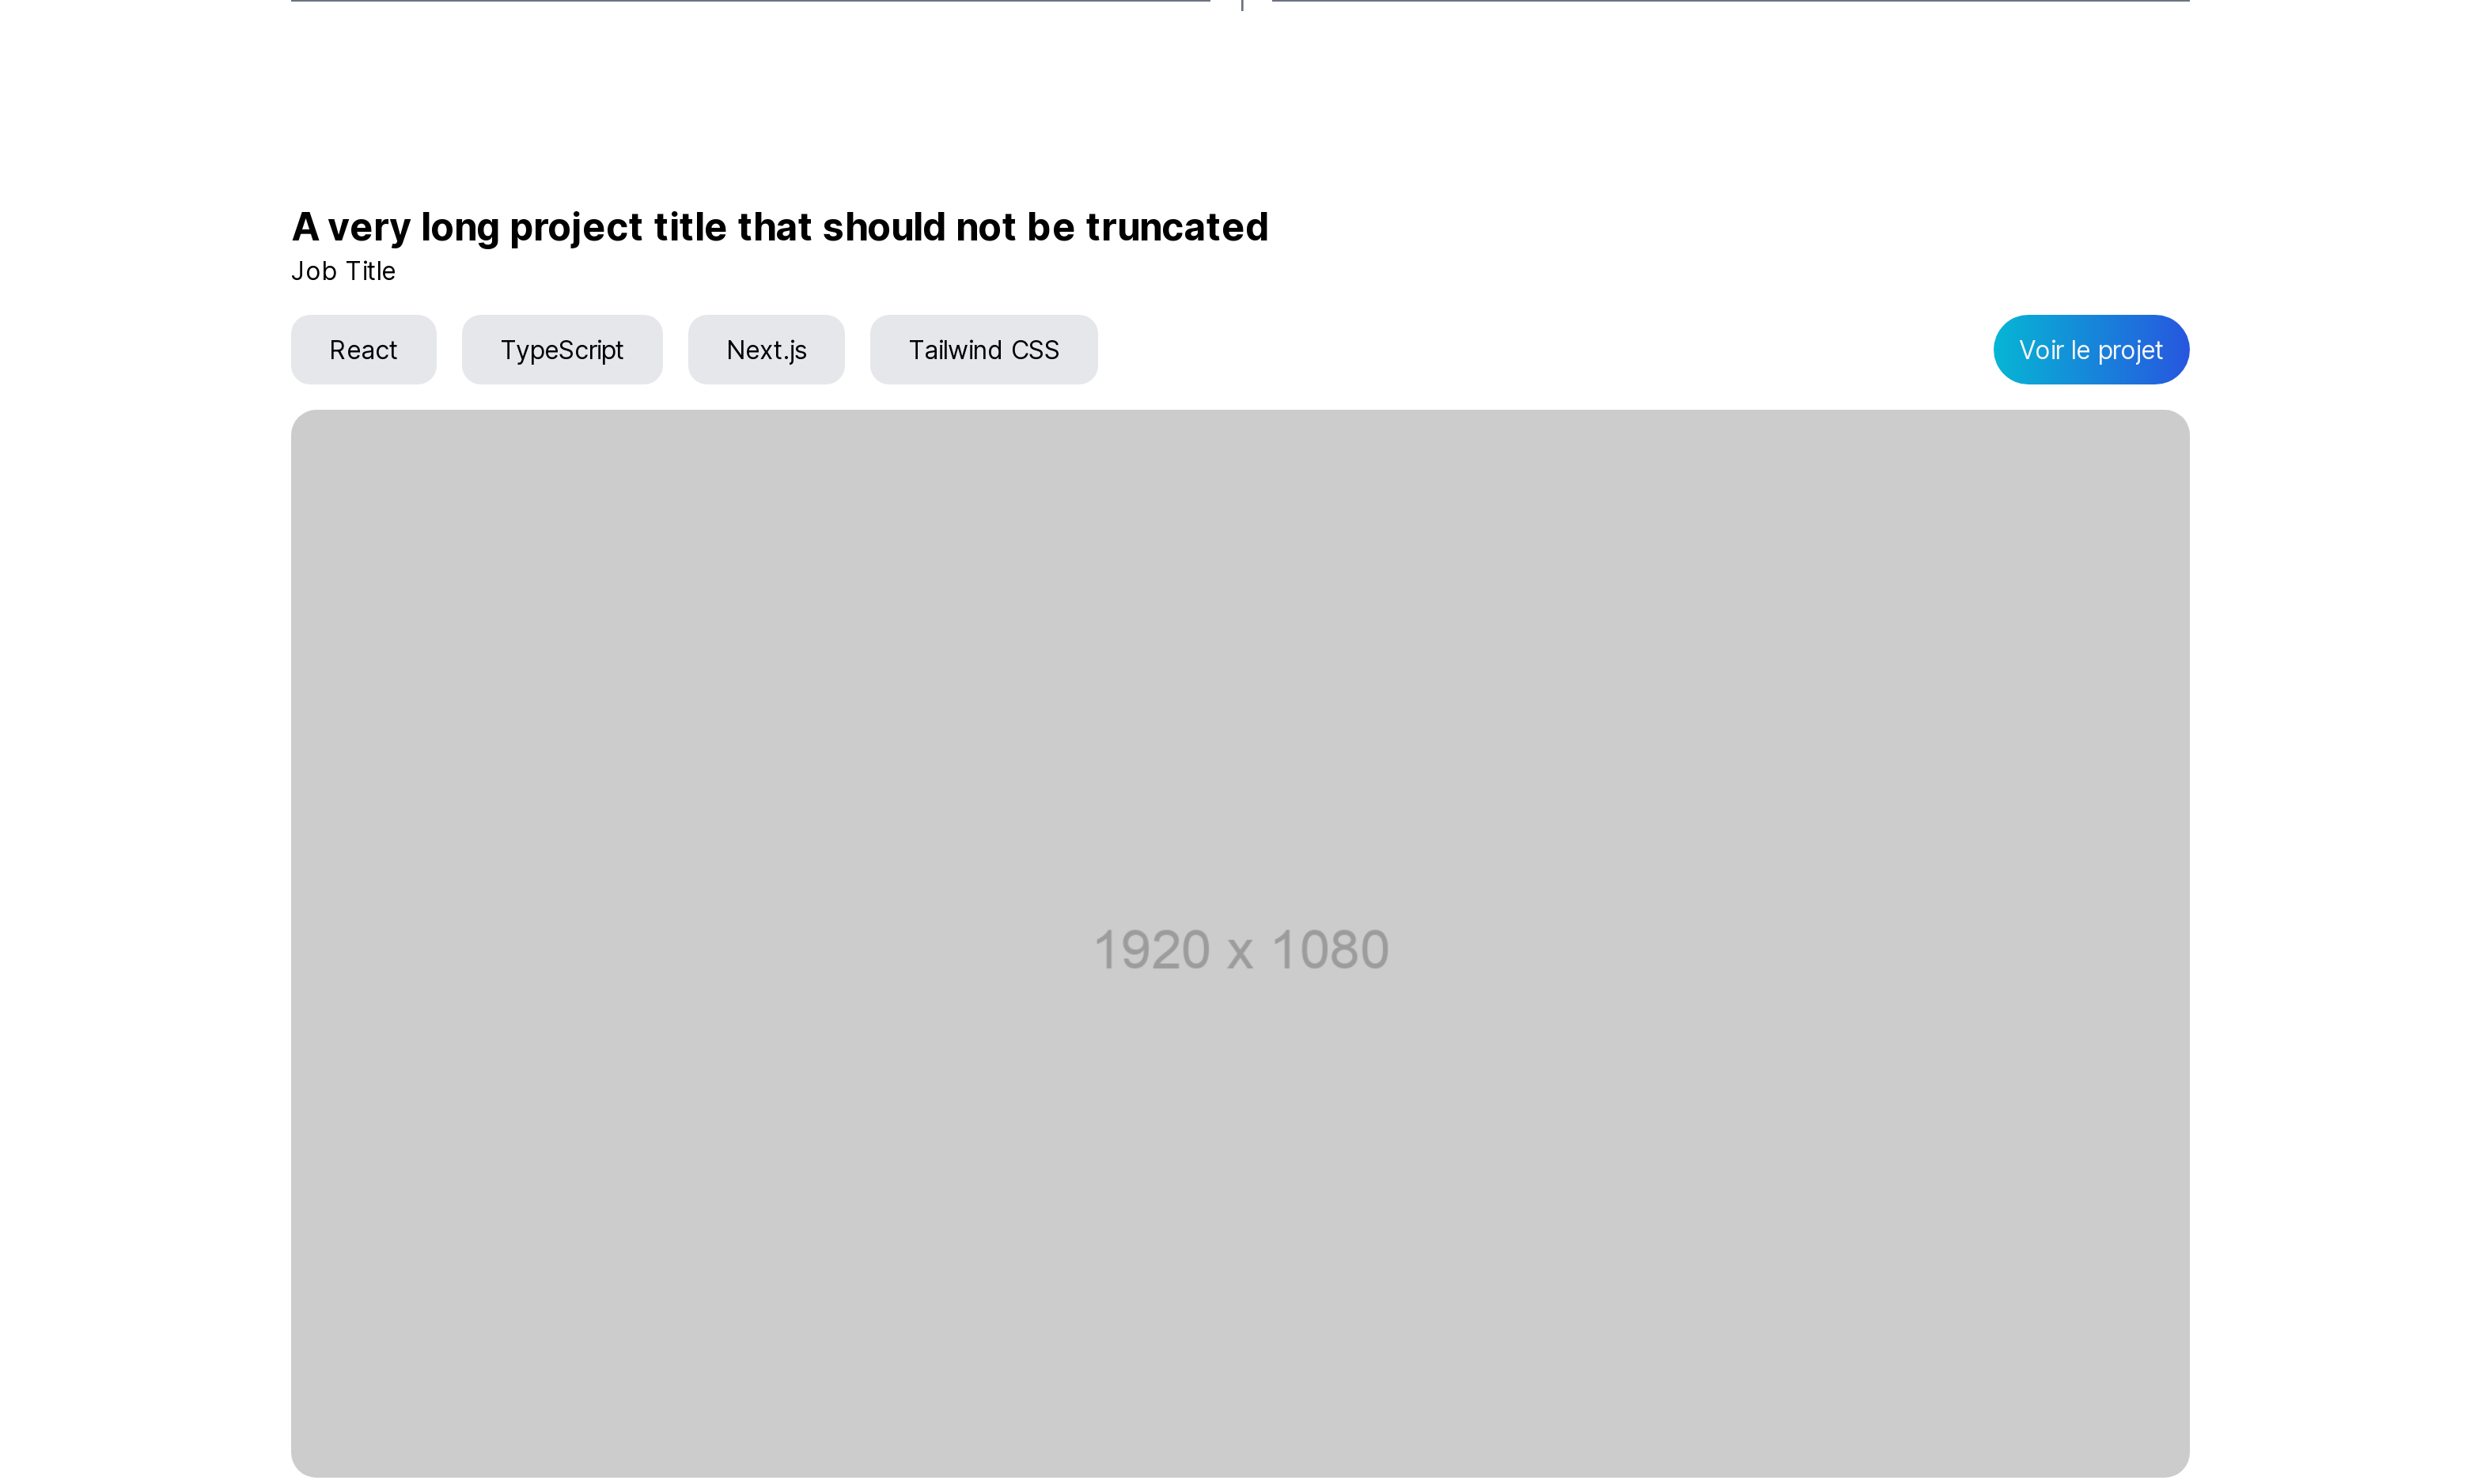 A very long project title that should not be truncated
Job Title
React TypeScript Next.js Tailwind CSS Voir le projet
1920 x 1080